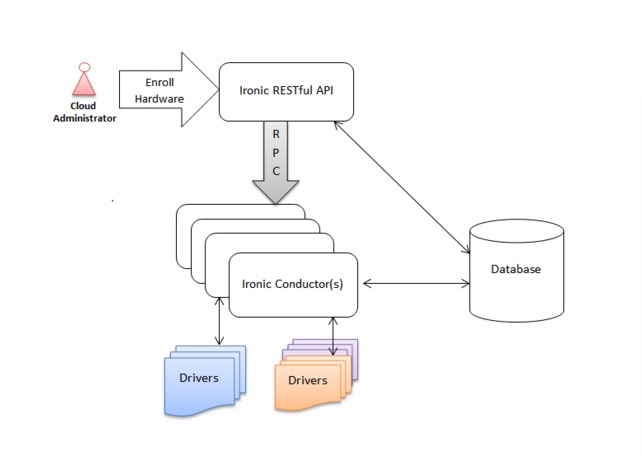 Enroll
Hardware
Cloud
Administrator
Ironic RESTful API
R
P
C
Ironic Conductor(s)
Database
Drivers
Drivers